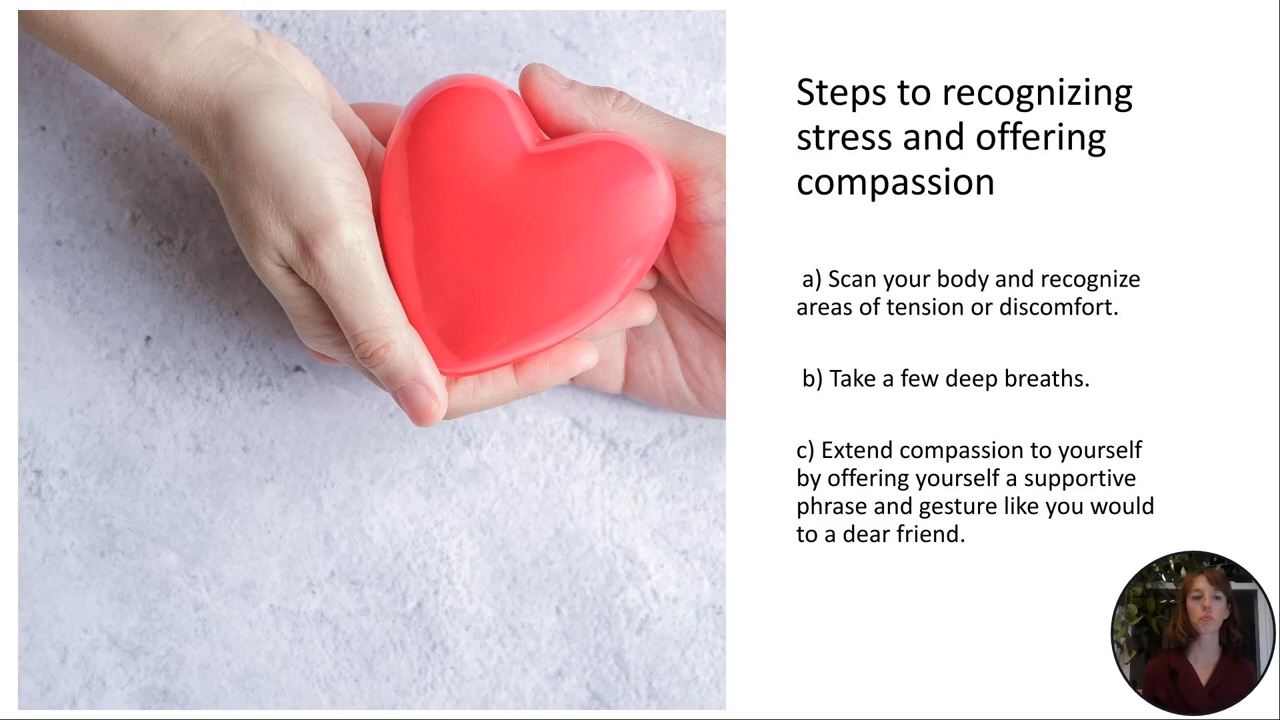 Steps to recognizing
stress and offering
compassion
a) Scan your body and recognize
areas of tension or discomfort.
b) Take a few deep breaths.
c) Extend compassion to yourself
by offering yourself a supportive
phrase and gesture like you would
to a dear friend.